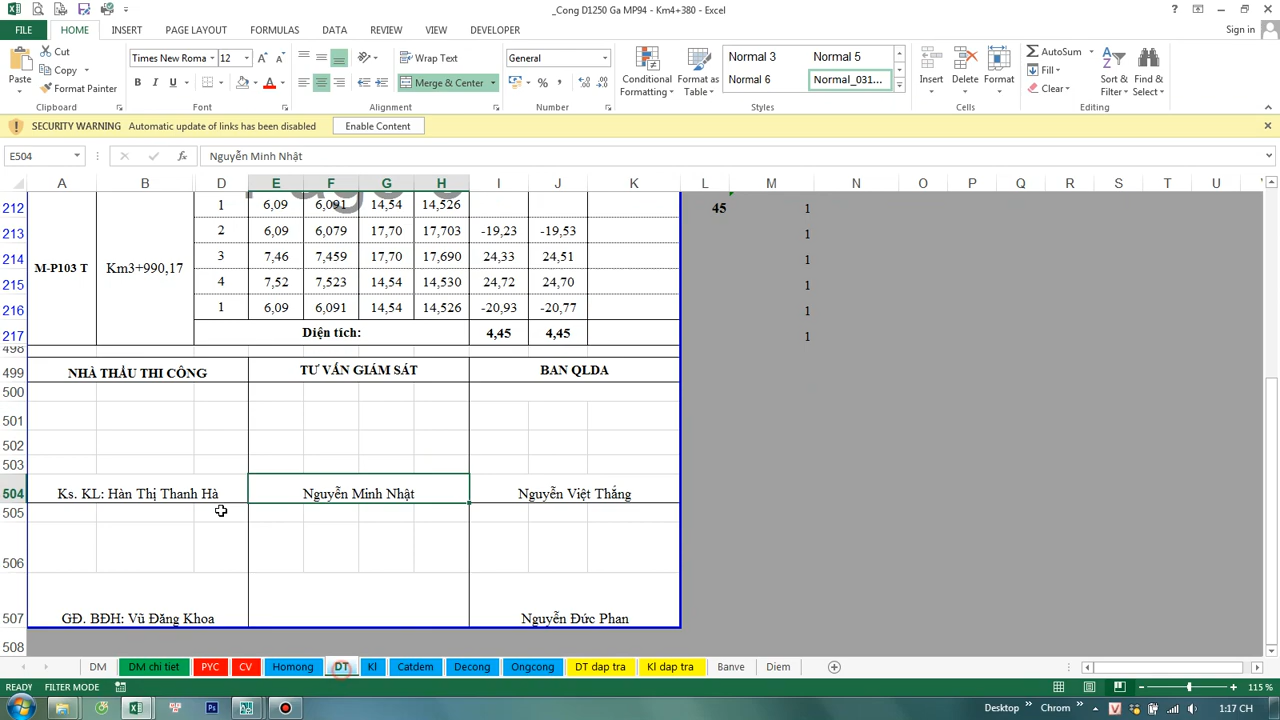 _Cong D1250 Ga MP94 - Km4+380 - Excel
FILE HOME INSERT PAGE LAYOUT FORMULAS DATA REVIEW VIEW DEVELOPER Sign in
Paste Cut Copy Format Painter Clipboard
Times New Roma 12 B I U Font
Wrap Text Merge & Center Alignment
General % Number
Conditional Formatting Format as Table
Normal 3 Normal 5
Normal 6 Normal_031...
Styles
Insert Delete Format Cells
AutoSum Fill Clear Sort & Filter Find & Select Editing
SECURITY WARNING Automatic update of links has been disabled Enable Content
E504 fx Nguyễn Minh Nhật
A B D E F G H I J K L M N O P Q R S T U
212 1 6,09 6,091 14,54 14,526 45 1
213 2 6,09 6,079 17,70 17,703 -19,23 -19,53 1
214 M-P103 T Km3+990,17 3 7,46 7,459 17,70 17,690 24,33 24,51 1
215 4 7,52 7,523 14,54 14,530 24,72 24,70 1
216 1 6,09 6,091 14,54 14,526 -20,93 -20,77 1
217 Diện tích: 4,45 4,45 1
498
499 NHÀ THẦU THI CÔNG TƯ VẤN GIÁM SÁT BAN QLDA
500
501
502
503
504 Ks. KL: Hàn Thị Thanh Hà Nguyễn Minh Nhật Nguyễn Việt Thắng
505
506
507 GĐ. BĐH: Vũ Đăng Khoa Nguyễn Đức Phan
508
DM DM chi tiet PYC CV Homong DT Kl Catdem Decong Ongcong DT dap tra Kl dap tra Banve Diem
READY FILTER MODE 115 %
Desktop » Chrom » 1:17 CH